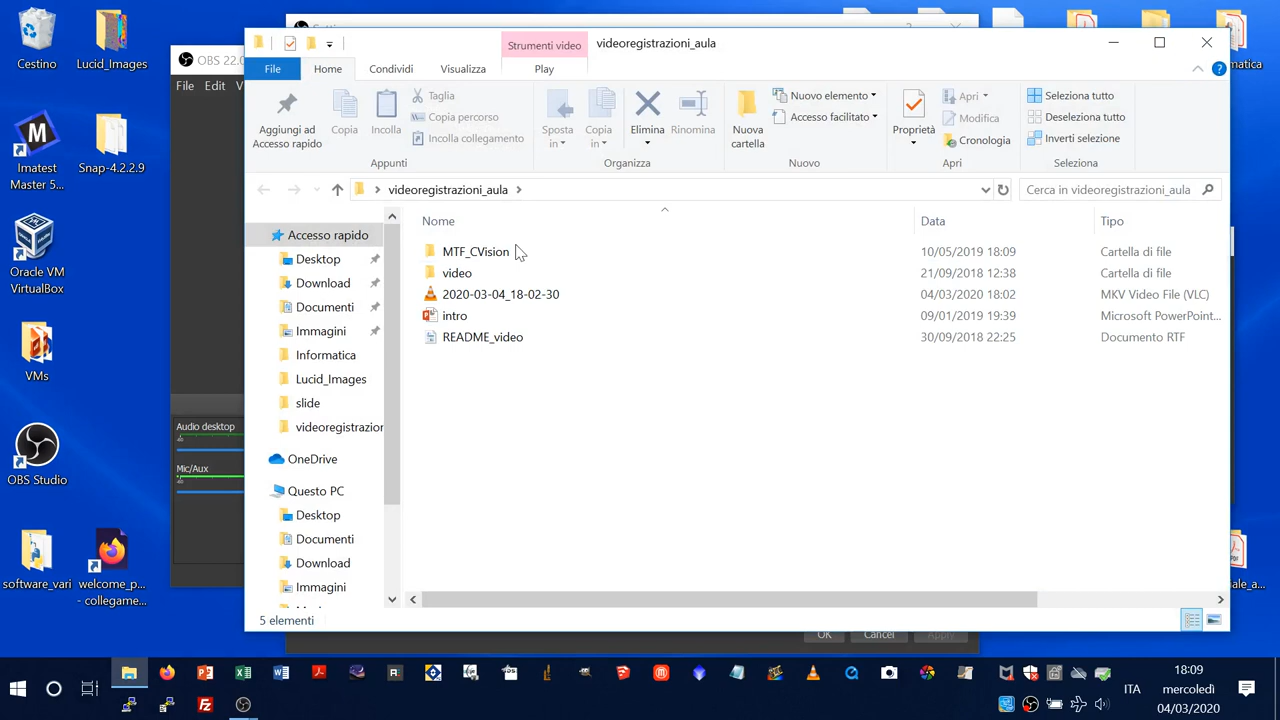 Cestino
Lucid_Images
Imatest
Master 5...
Snap-4.2.2.9
Oracle VM
VirtualBox
VMs
OBS Studio
software_vari
welcome_p...
- collegame...
OBS 22.0
File Edit V
Audio desktop
Mic/Aux
Strumenti video
videoregistrazioni_aula
File
Home
Condividi
Visualizza
Play
Aggiungi ad
Accesso rapido
Copia
Incolla
Taglia
Copia percorso
Incolla collegamento
Appunti
Sposta
in
Copia
in
Elimina
Rinomina
Organizza
Nuova
cartella
Nuovo elemento
Accesso facilitato
Nuovo
Proprietà
Apri
Modifica
Cronologia
Apri
Seleziona tutto
Deseleziona tutto
Inverti selezione
Seleziona
videoregistrazioni_aula
Cerca in videoregistrazioni_aula
Accesso rapido
Desktop
Download
Documenti
Immagini
Informatica
Lucid_Images
slide
videoregistrazior
OneDrive
Questo PC
Desktop
Documenti
Download
Immagini
Nome Data Tipo
MTF_CVision 10/05/2019 18:09 Cartella di file
video 21/09/2018 12:38 Cartella di file
2020-03-04_18-02-30 04/03/2020 18:02 MKV Video File (VLC)
intro 09/01/2019 19:39 Microsoft PowerPoint...
README_video 30/09/2018 22:25 Documento RTF
5 elementi
OK Cancel Apply
matica
iale_a...
ITA
18:09
mercoledì
04/03/2020